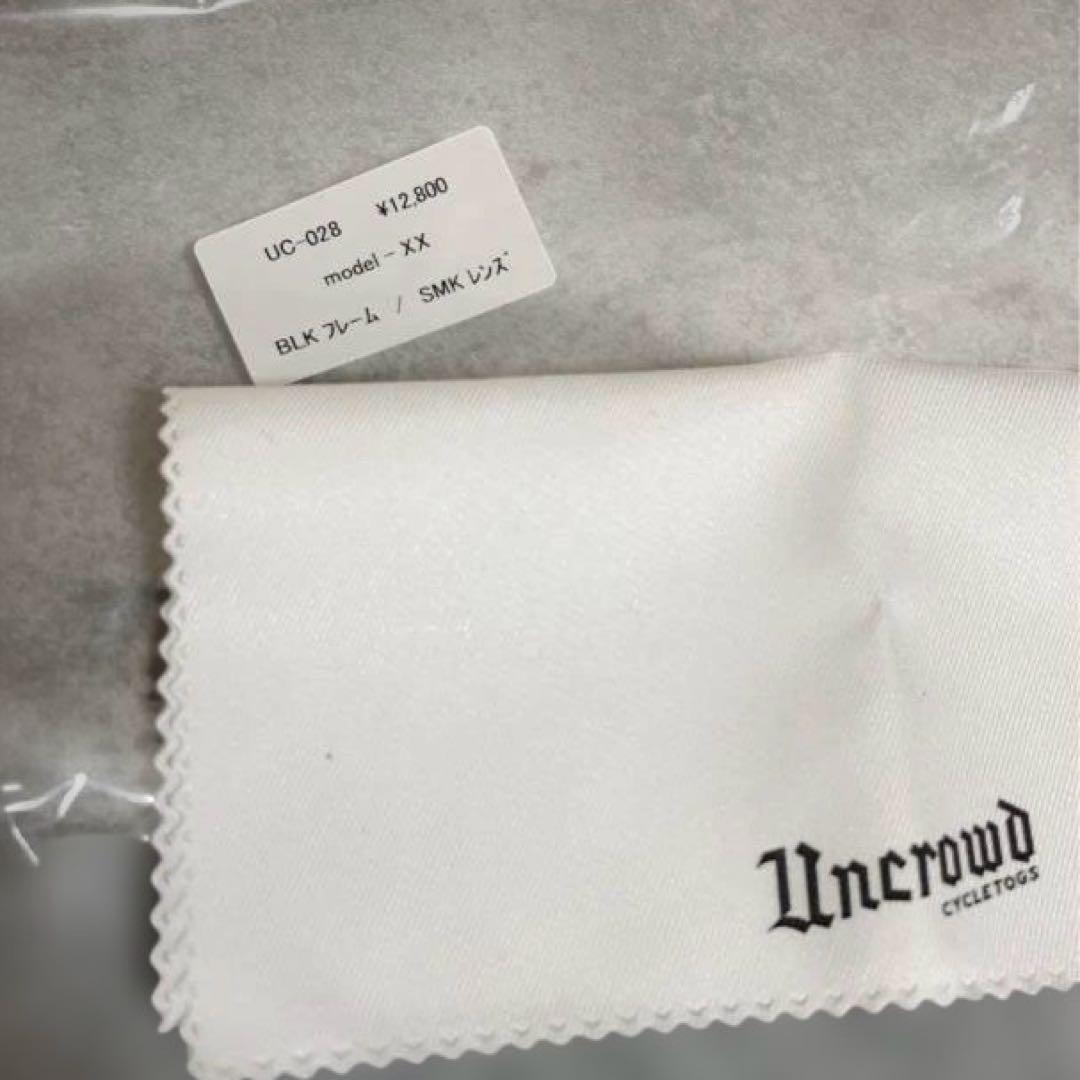 UC-028 ¥12,800
model - XX
BLK ﾌﾚｰﾑ / SMK ﾚﾝｽﾞ
Uncrowd
CYCLETOGS